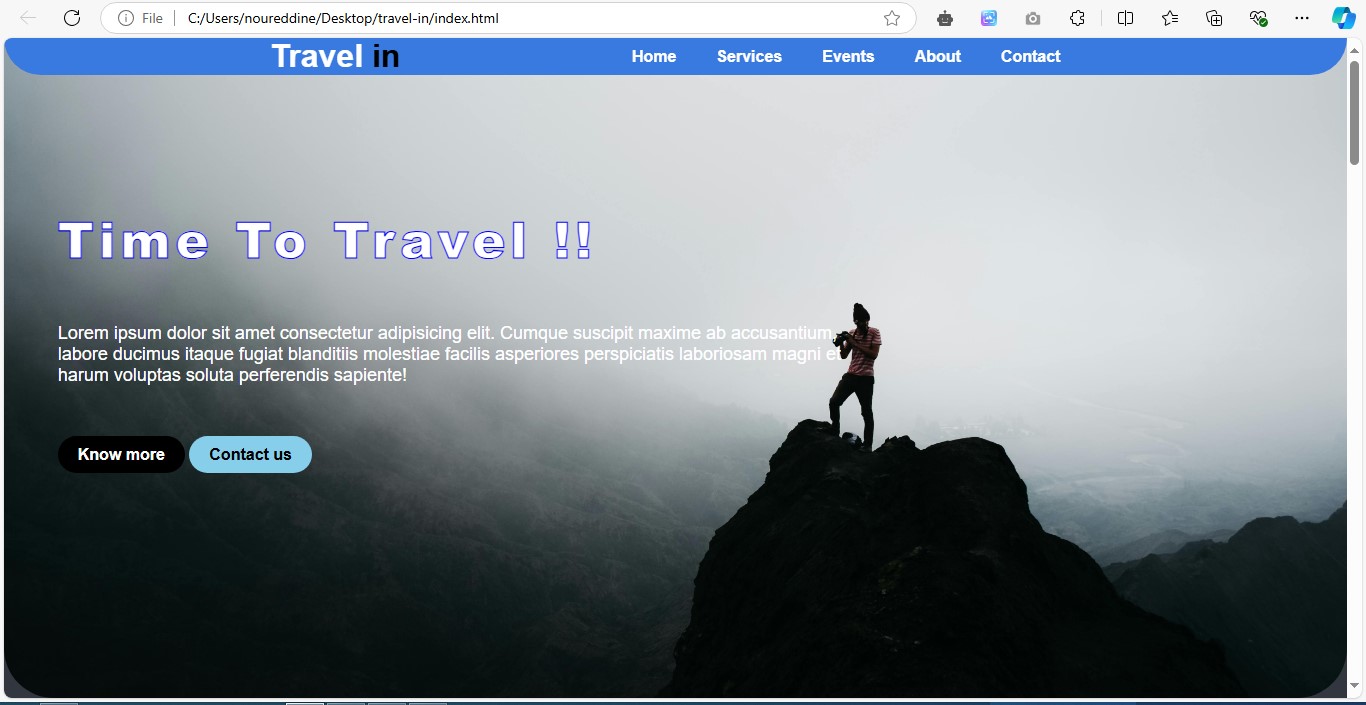 File C:/Users/noureddine/Desktop/travel-in/index.html
Travel in Home Services Events About Contact
Time To Travel !!
Lorem ipsum dolor sit amet consectetur adipisicing elit. Cumque suscipit maxime ab accusantium,
labore ducimus itaque fugiat blanditiis molestiae facilis asperiores perspiciatis laboriosam magni et
harum voluptas soluta perferendis sapiente!
Know more Contact us